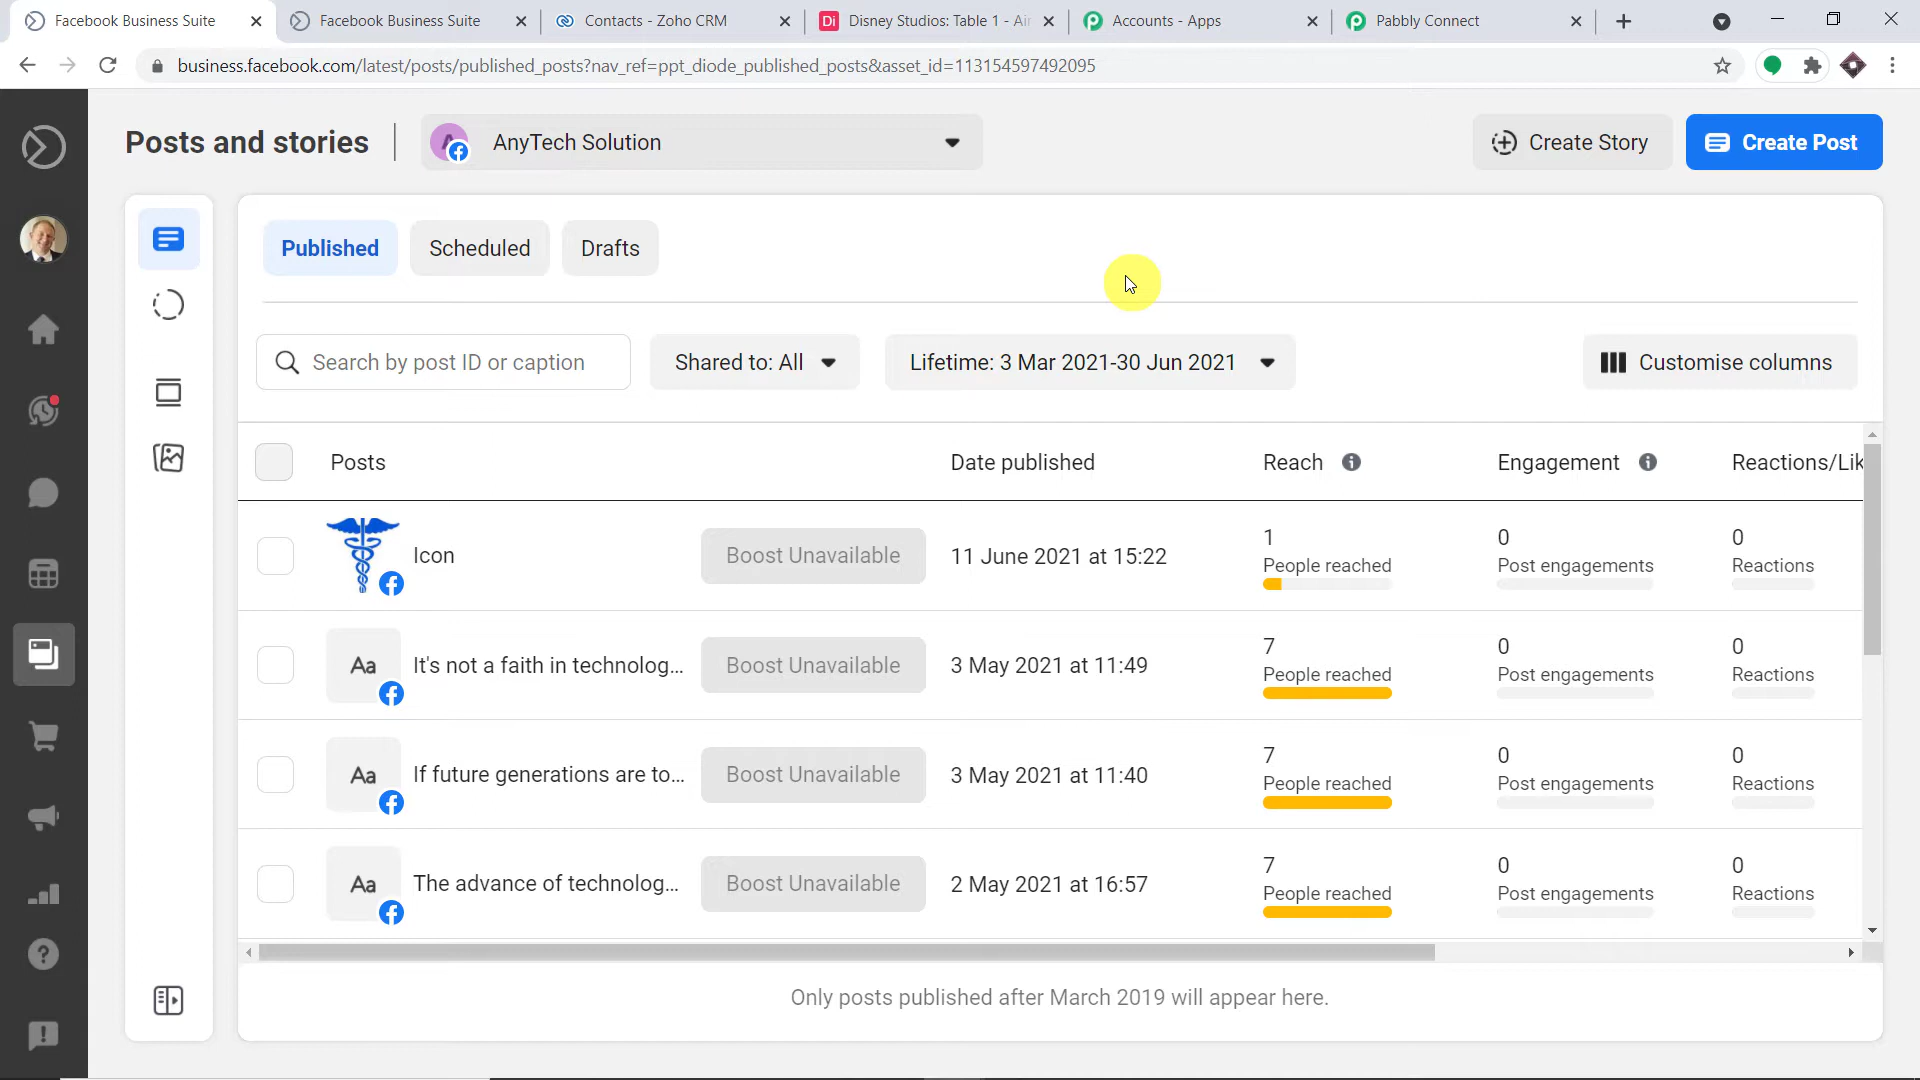 Facebook Business Suite
Facebook Business Suite
Contacts - Zoho CRM
Di Disney Studios: Table 1 - Air
Accounts - Apps
Pabbly Connect
business.facebook.com/latest/posts/published_posts?nav_ref=ppt_diode_published_posts&asset_id=113154597492095
Posts and stories
A AnyTech Solution
Create Story
Create Post
Published
Scheduled
Drafts
Search by post ID or caption
Shared to: All
Lifetime: 3 Mar 2021-30 Jun 2021
Customise columns
Posts
Date published
Reach
Engagement
Reactions/Lik
Icon
Boost Unavailable
11 June 2021 at 15:22
1
People reached
0
Post engagements
0
Reactions
Aa
It's not a faith in technolog...
Boost Unavailable
3 May 2021 at 11:49
7
People reached
0
Post engagements
0
Reactions
Aa
If future generations are to...
Boost Unavailable
3 May 2021 at 11:40
7
People reached
0
Post engagements
0
Reactions
Aa
The advance of technolog...
Boost Unavailable
2 May 2021 at 16:57
7
People reached
0
Post engagements
0
Reactions
Only posts published after March 2019 will appear here.